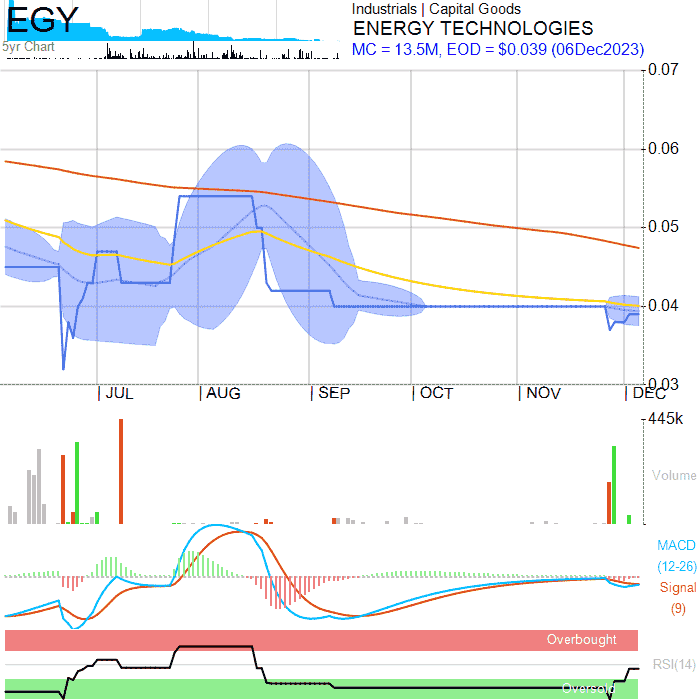 EGY
5yr Chart
Industrials | Capital Goods
ENERGY TECHNOLOGIES
MC = 13.5M, EOD = $0.039 (06Dec2023)
0.07
0.06
0.05
0.04
0.03
JUL
AUG
SEP
OCT
NOV
DEC
445k
Volume
MACD
(12-26)
Signal
(9)
Overbought
RSI(14)
Oversold